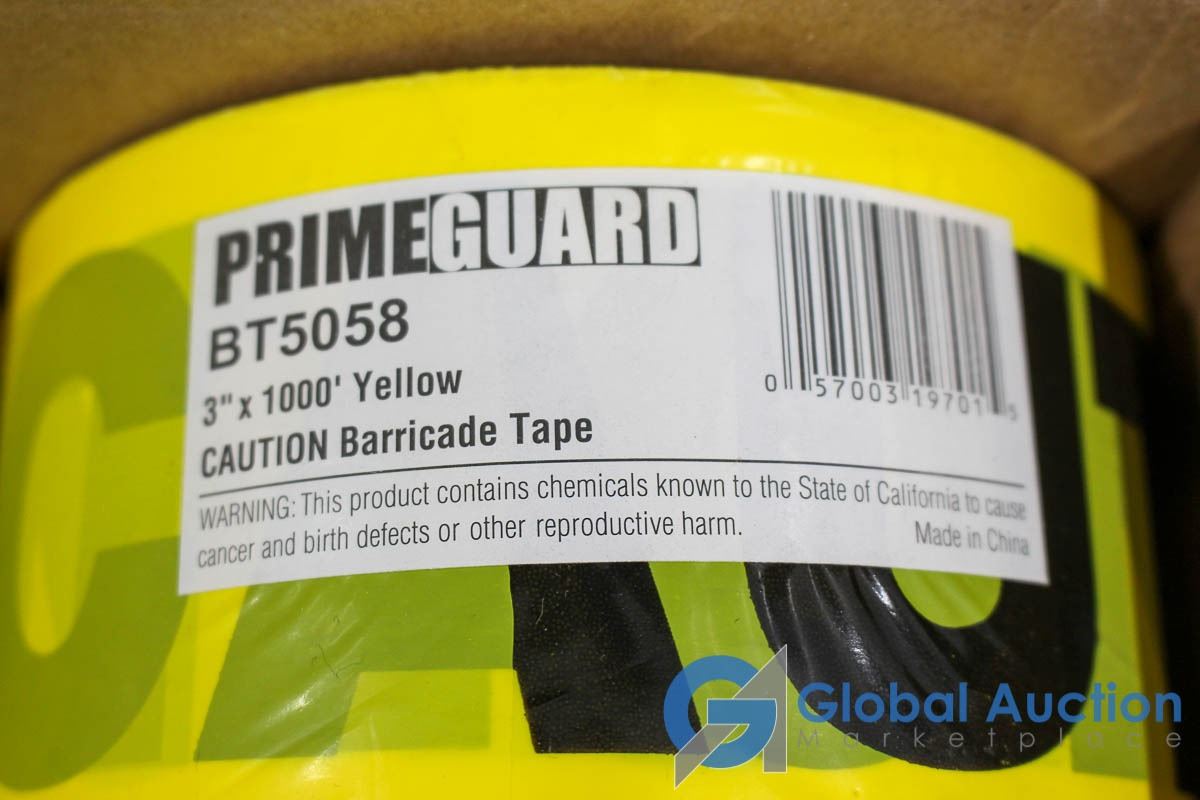 PRIMEGUARD
BT5058
3" x 1000' Yellow
CAUTION Barricade Tape
0 57003 19701 5
WARNING: This product contains chemicals known to the State of California to cause
cancer and birth defects or other reproductive harm.
Made in China
CAUT
Global Auction
Marketplace